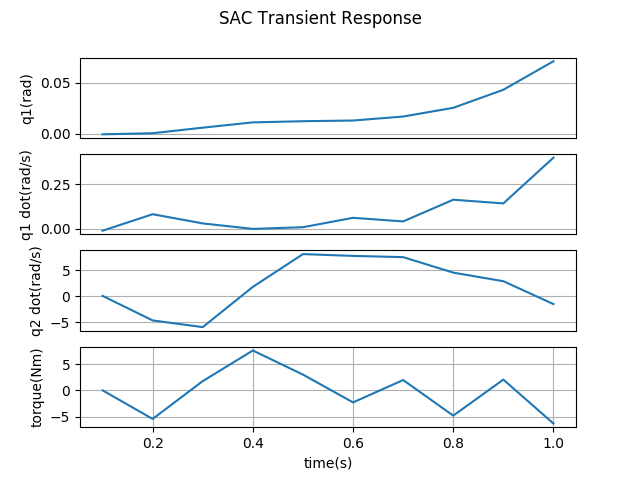 SAC Transient Response
q1(rad)
0.05
0.00
q1 dot(rad/s)
0.25
0.00
q2 dot(rad/s)
5
0
−5
torque(Nm)
5
0
−5
0.2 0.4 0.6 0.8 1.0
time(s)